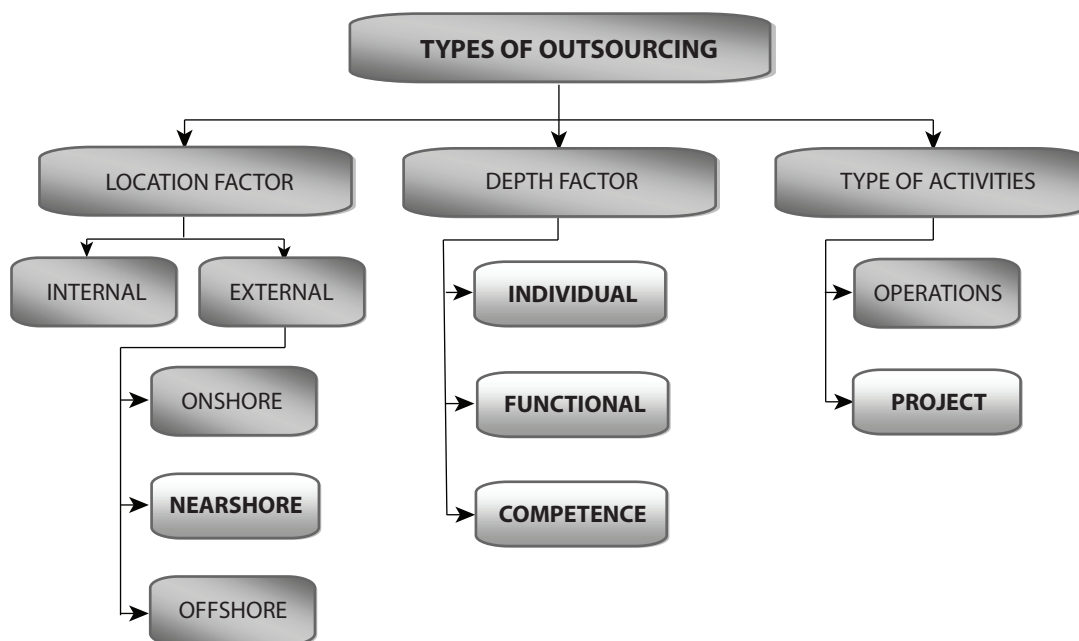 TYPES OF OUTSOURCING
LOCATION FACTOR
DEPTH FACTOR
TYPE OF ACTIVITIES
INTERNAL
EXTERNAL
INDIVIDUAL
OPERATIONS
ONSHORE
FUNCTIONAL
PROJECT
NEARSHORE
COMPETENCE
OFFSHORE